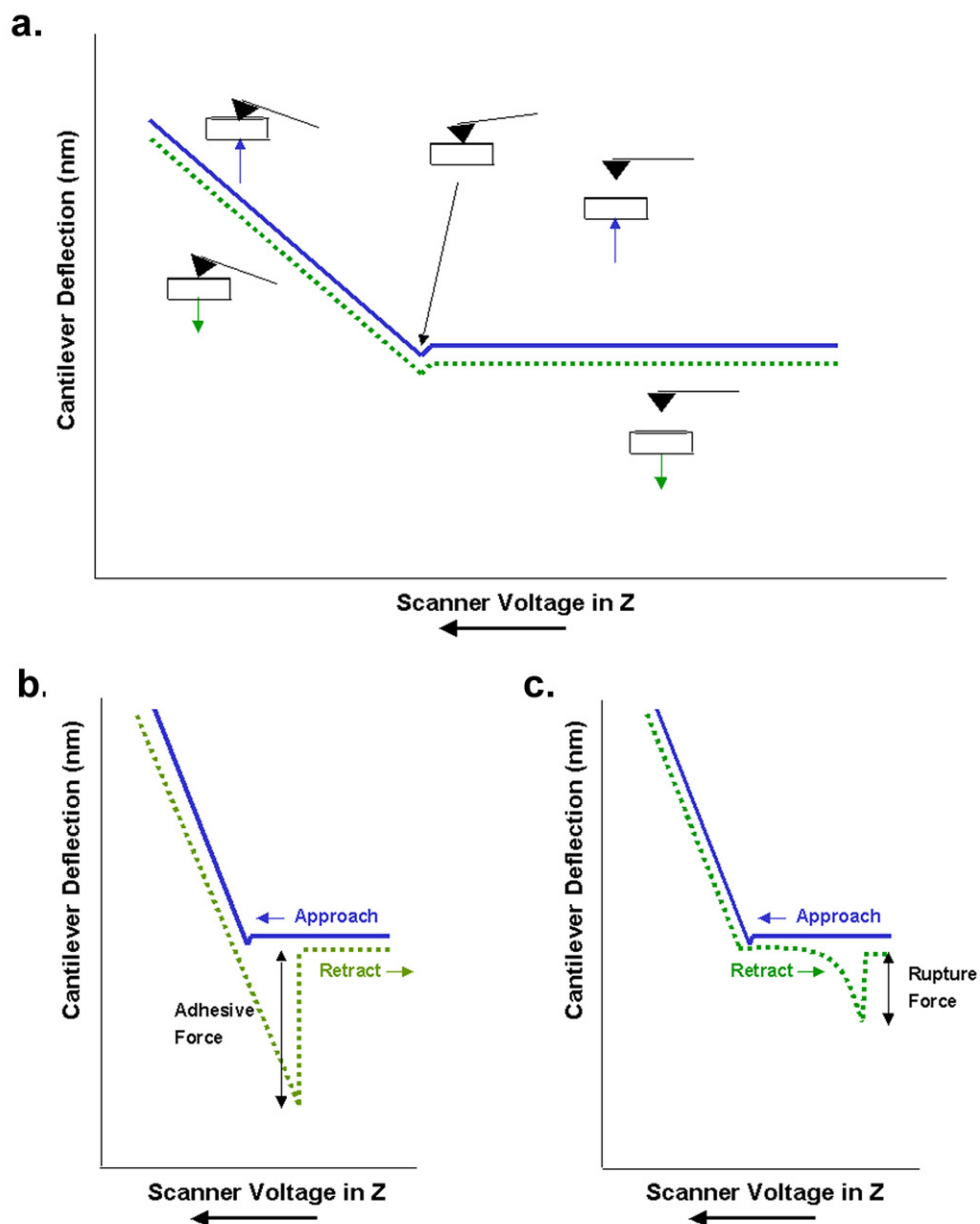 a.
Cantilever Deflection (nm)
Scanner Voltage in Z
b.
Cantilever Deflection (nm)
Approach
Retract
Adhesive
Force
Scanner Voltage in Z
c.
Cantilever Deflection (nm)
Approach
Retract
Rupture
Force
Scanner Voltage in Z